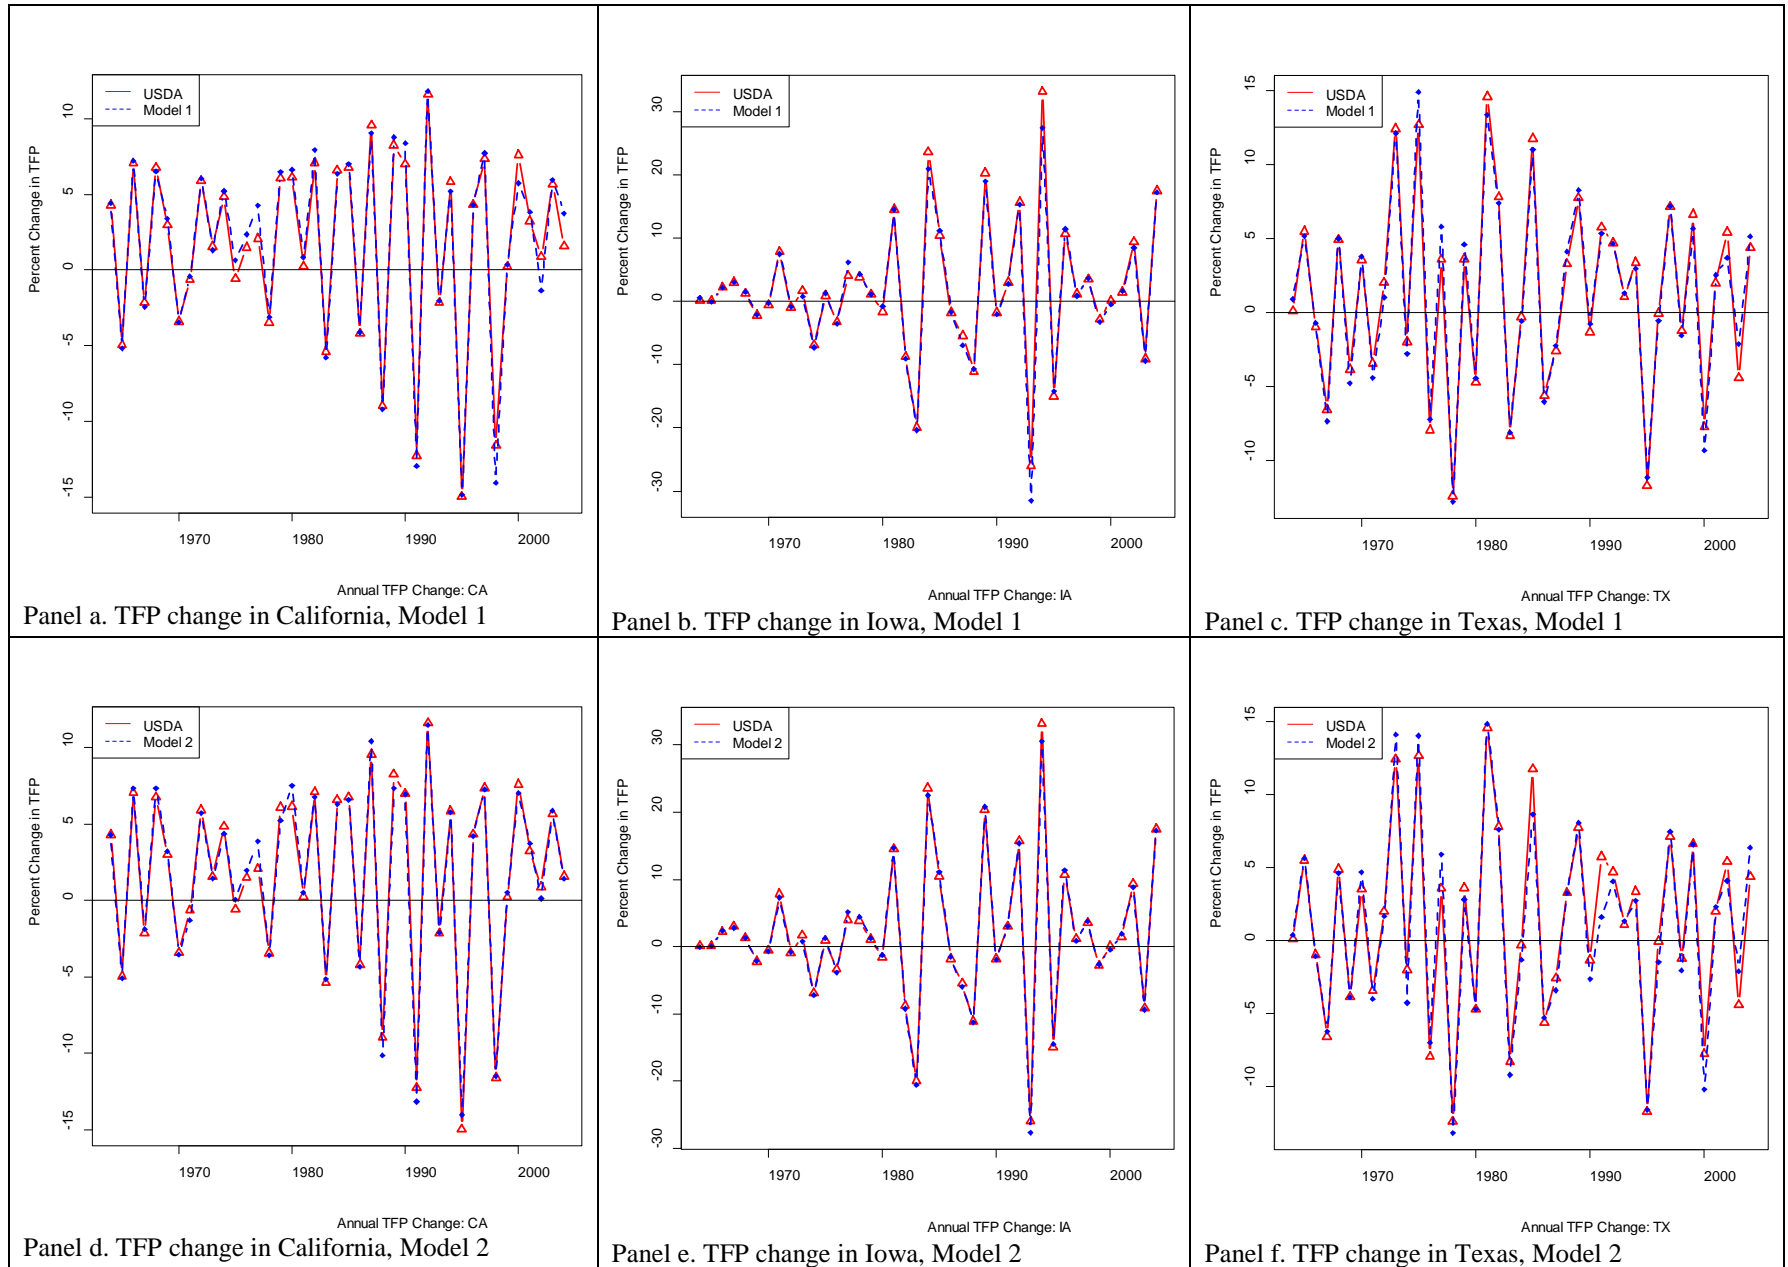 USDA
Model 1
Percent Change in TFP
10
5
0
-5
-10
-15
1970
1980
1990
2000
Annual TFP Change: CA
Panel a. TFP change in California, Model 1
USDA
Model 1
Percent Change in TFP
30
20
10
0
-10
-20
-30
1970
1980
1990
2000
Annual TFP Change: IA
Panel b. TFP change in Iowa, Model 1
USDA
Model 1
Percent Change in TFP
15
10
5
0
-5
-10
1970
1980
1990
2000
Annual TFP Change: TX
Panel c. TFP change in Texas, Model 1
USDA
Model 2
Percent Change in TFP
10
5
0
-5
-10
-15
1970
1980
1990
2000
Annual TFP Change: CA
Panel d. TFP change in California, Model 2
USDA
Model 2
Percent Change in TFP
30
20
10
0
-10
-20
-30
1970
1980
1990
2000
Annual TFP Change: IA
Panel e. TFP change in Iowa, Model 2
USDA
Model 2
Percent Change in TFP
15
10
5
0
-5
-10
1970
1980
1990
2000
Annual TFP Change: TX
Panel f. TFP change in Texas, Model 2